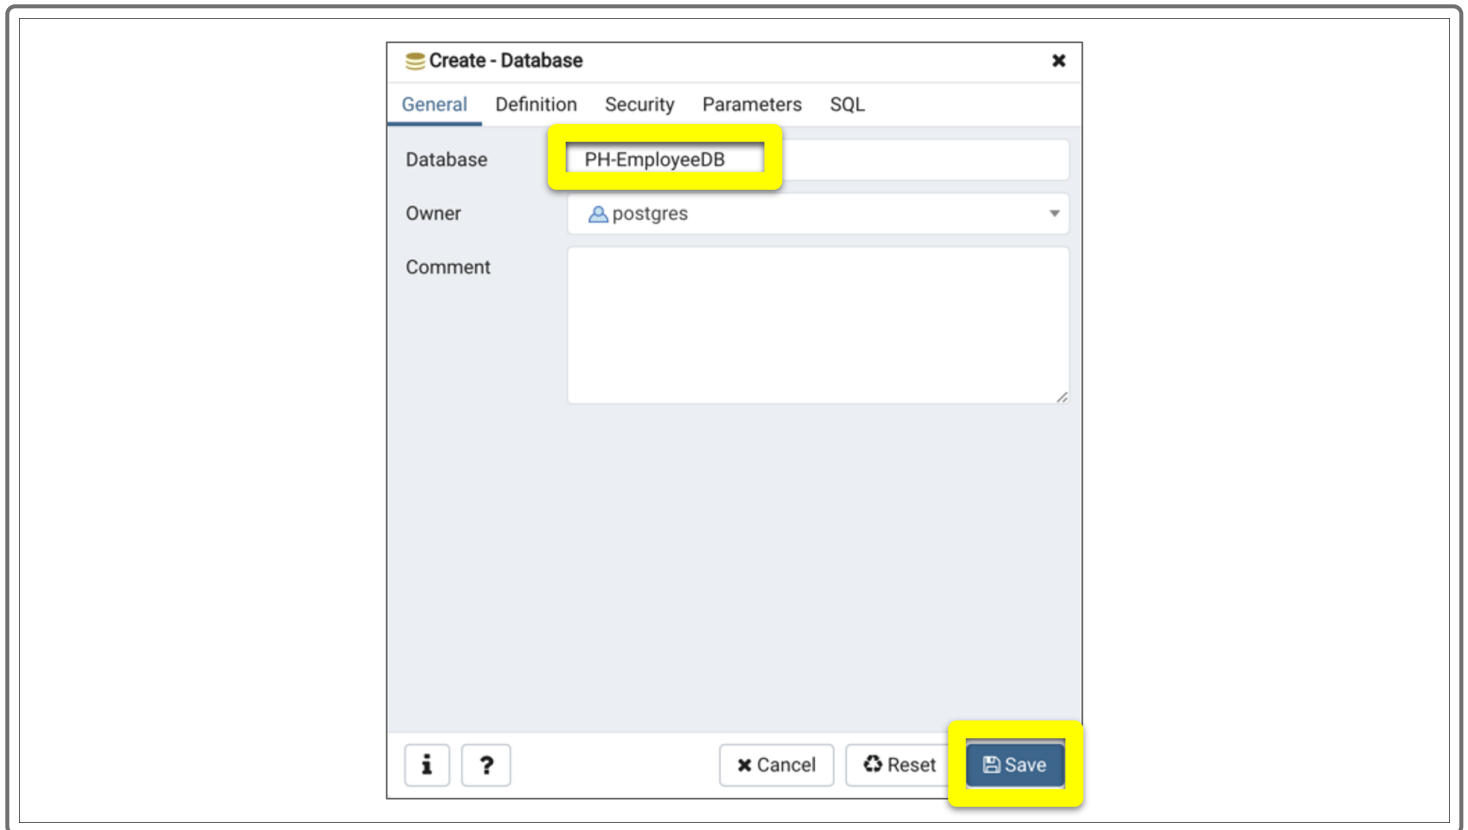 Create - Database
General Definition Security Parameters SQL
Database PH-EmployeeDB
Owner postgres
Comment
i ? Cancel Reset Save